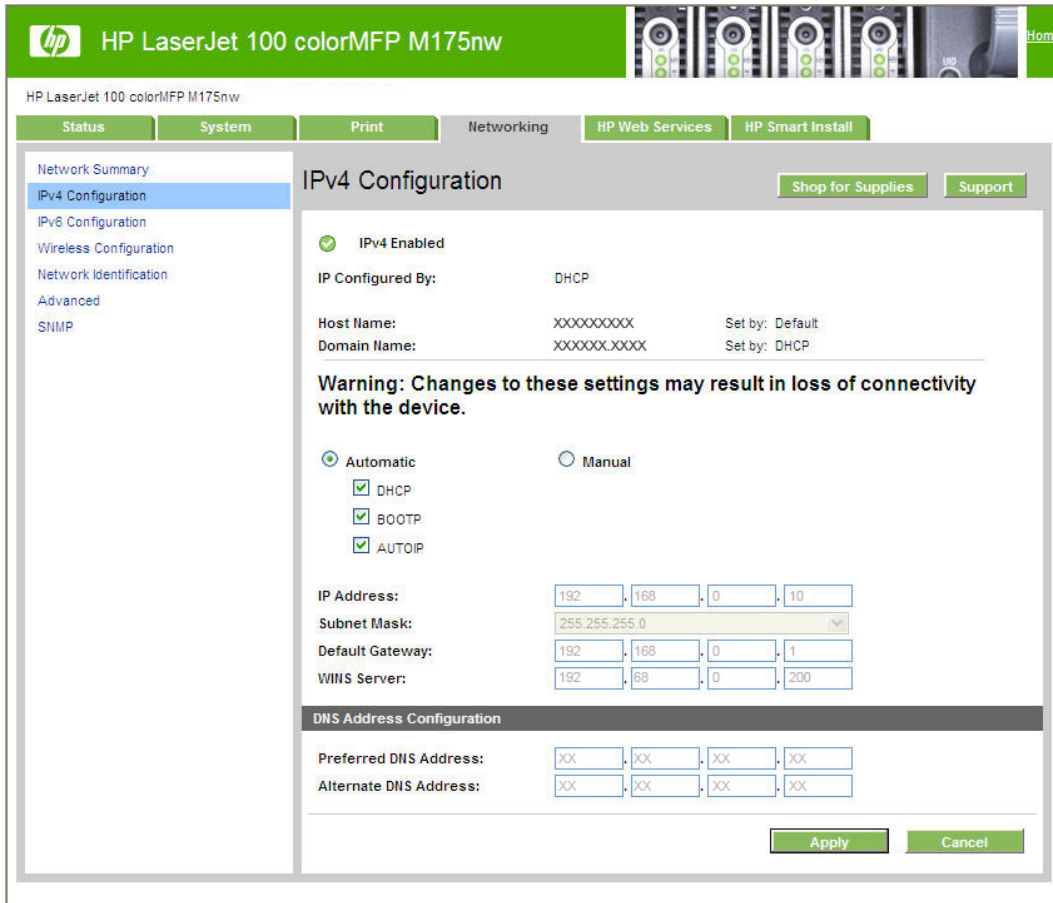 hp HP LaserJet 100 colorMFP M175nw
Hom
UID
HP LaserJet 100 colorMFP M175nw
Status System Print Networking HP Web Services HP Smart Install
Network Summary
IPv4 Configuration
IPv6 Configuration
Wireless Configuration
Network Identification
Advanced
SNMP
IPv4 Configuration Shop for Supplies Support
IPv4 Enabled
IP Configured By: DHCP
Host Name: XXXXXXXXX Set by: Default
Domain Name: XXXXXX.XXXX Set by: DHCP
Warning: Changes to these settings may result in loss of connectivity
with the device.
Automatic Manual
DHCP
BOOTP
AUTOIP
IP Address: 192 . 168 . 0 . 10
Subnet Mask: 255.255.255.0
Default Gateway: 192 . 168 . 0 . 1
WINS Server: 192 . 68 . 0 . 200
DNS Address Configuration
Preferred DNS Address: XX . XX . XX . XX
Alternate DNS Address: XX . XX . XX . XX
Apply Cancel